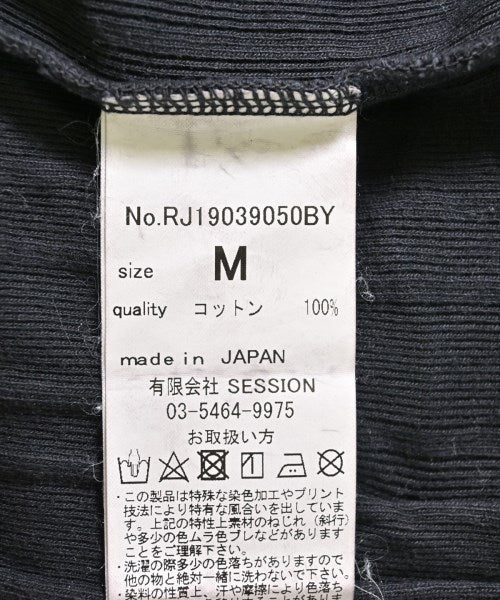 No.RJ19039050BY
size M
quality コットン 100%
made in JAPAN
有限会社 SESSION
03-5464-9975
お取扱い方
・この製品は特殊な染色加工やプリント
技法により特有な風合いを出していま
す。上記の特性上素材のねじれ（斜行）
や多少の色ムラ色ブレなどがあります
ことをご理解下さい。
・洗濯の際多少の色落ちがありますので
他の物と絶対一緒に洗わないで下さい。
・染料の性質上、汗や摩擦により色落ち